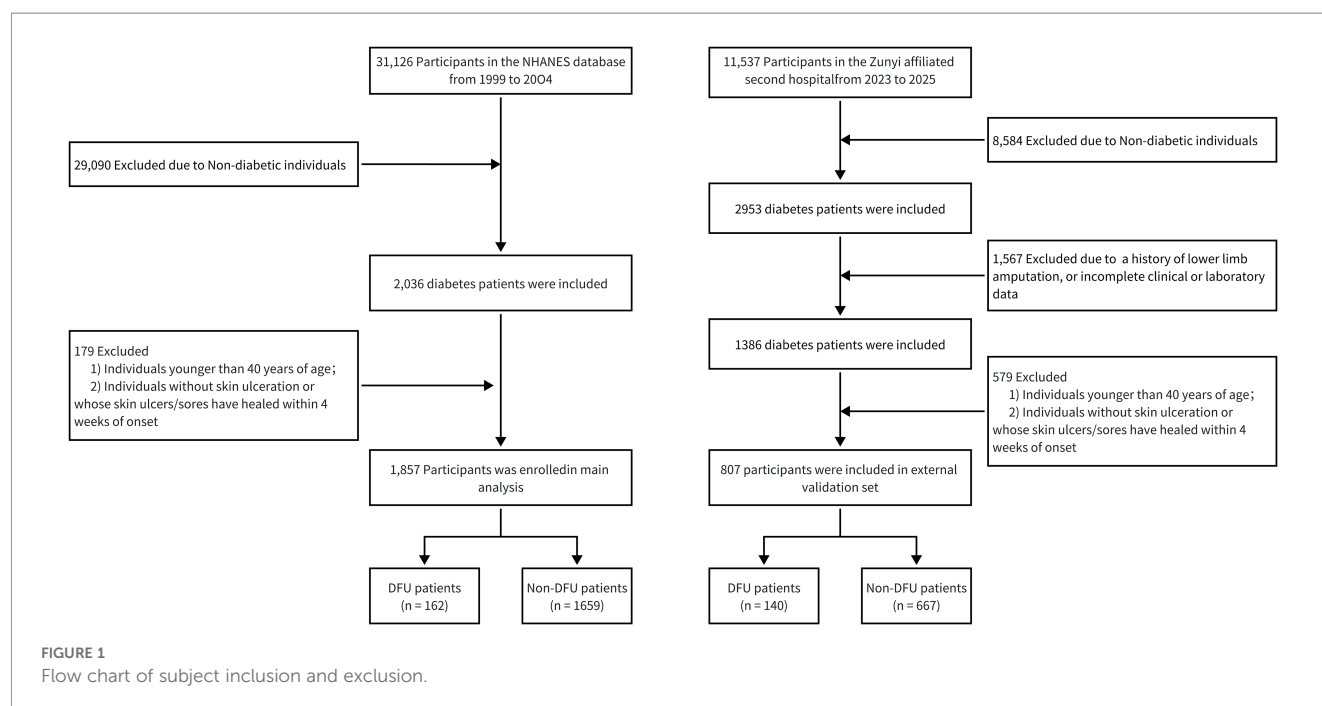 31,126 Participants in the NHANES database
from 1999 to 20O4
29,090 Excluded due to Non-diabetic individuals
2,036 diabetes patients were included
179 Excluded
1) Individuals younger than 40 years of age；
2) Individuals without skin ulceration or
whose skin ulcers/sores have healed within 4
weeks of onset
1,857 Participants was enrolledin main
analysis
DFU patients
(n = 162)
Non-DFU patients
(n = 1659)
11,537 Participants in the Zunyi affiliated
second hospitalfrom 2023 to 2025
8,584 Excluded due to Non-diabetic individuals
2953 diabetes patients were included
1,567 Excluded due to a history of lower limb
amputation, or incomplete clinical or laboratory
data
1386 diabetes patients were included
579 Excluded
1) Individuals younger than 40 years of age；
2) Individuals without skin ulceration or
whose skin ulcers/sores have healed within 4
weeks of onset
807 participants were included in external
validation set
DFU patients
(n = 140)
Non-DFU patients
(n = 667)
FIGURE 1
Flow chart of subject inclusion and exclusion.